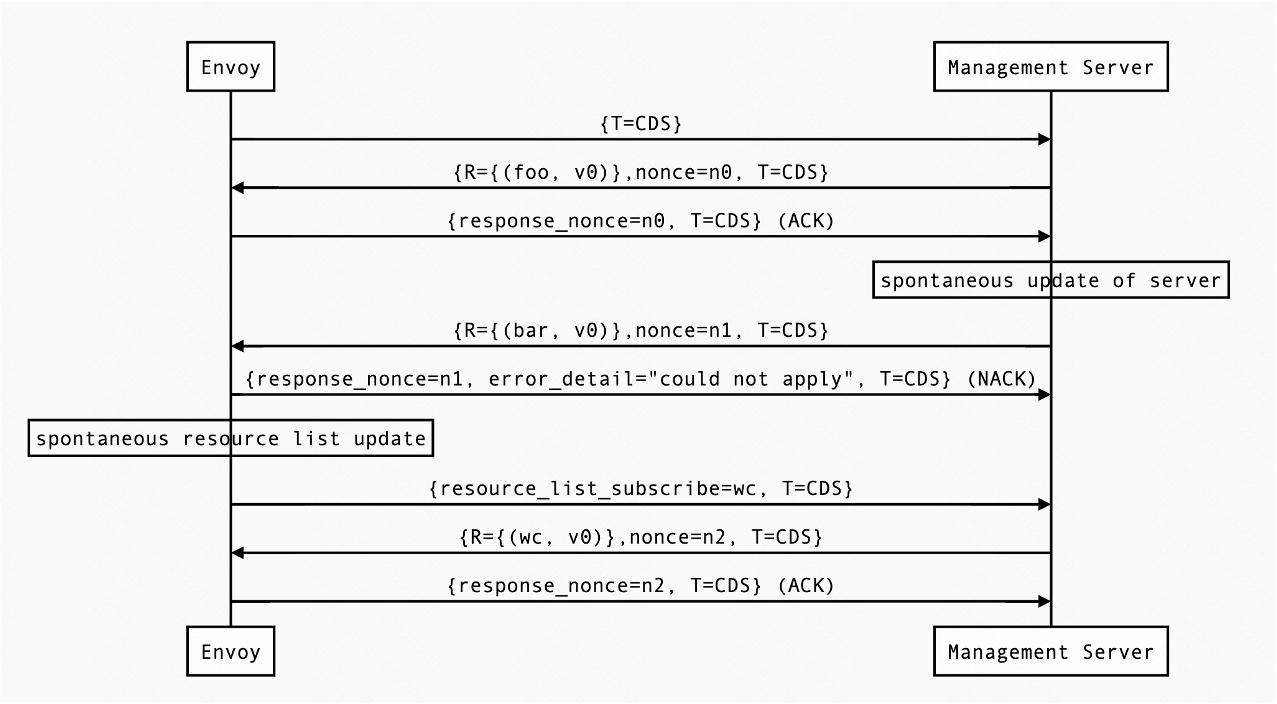 Envoy
Management Server
{T=CDS}
{R={(foo, v0)},nonce=n0, T=CDS}
{response_nonce=n0, T=CDS} (ACK)
spontaneous update of server
{R={(bar, v0)},nonce=n1, T=CDS}
{response_nonce=n1, error_detail="could not apply", T=CDS} (NACK)
spontaneous resource list update
{resource_list_subscribe=wc, T=CDS}
{R={(wc, v0)},nonce=n2, T=CDS}
{response_nonce=n2, T=CDS} (ACK)
Envoy
Management Server